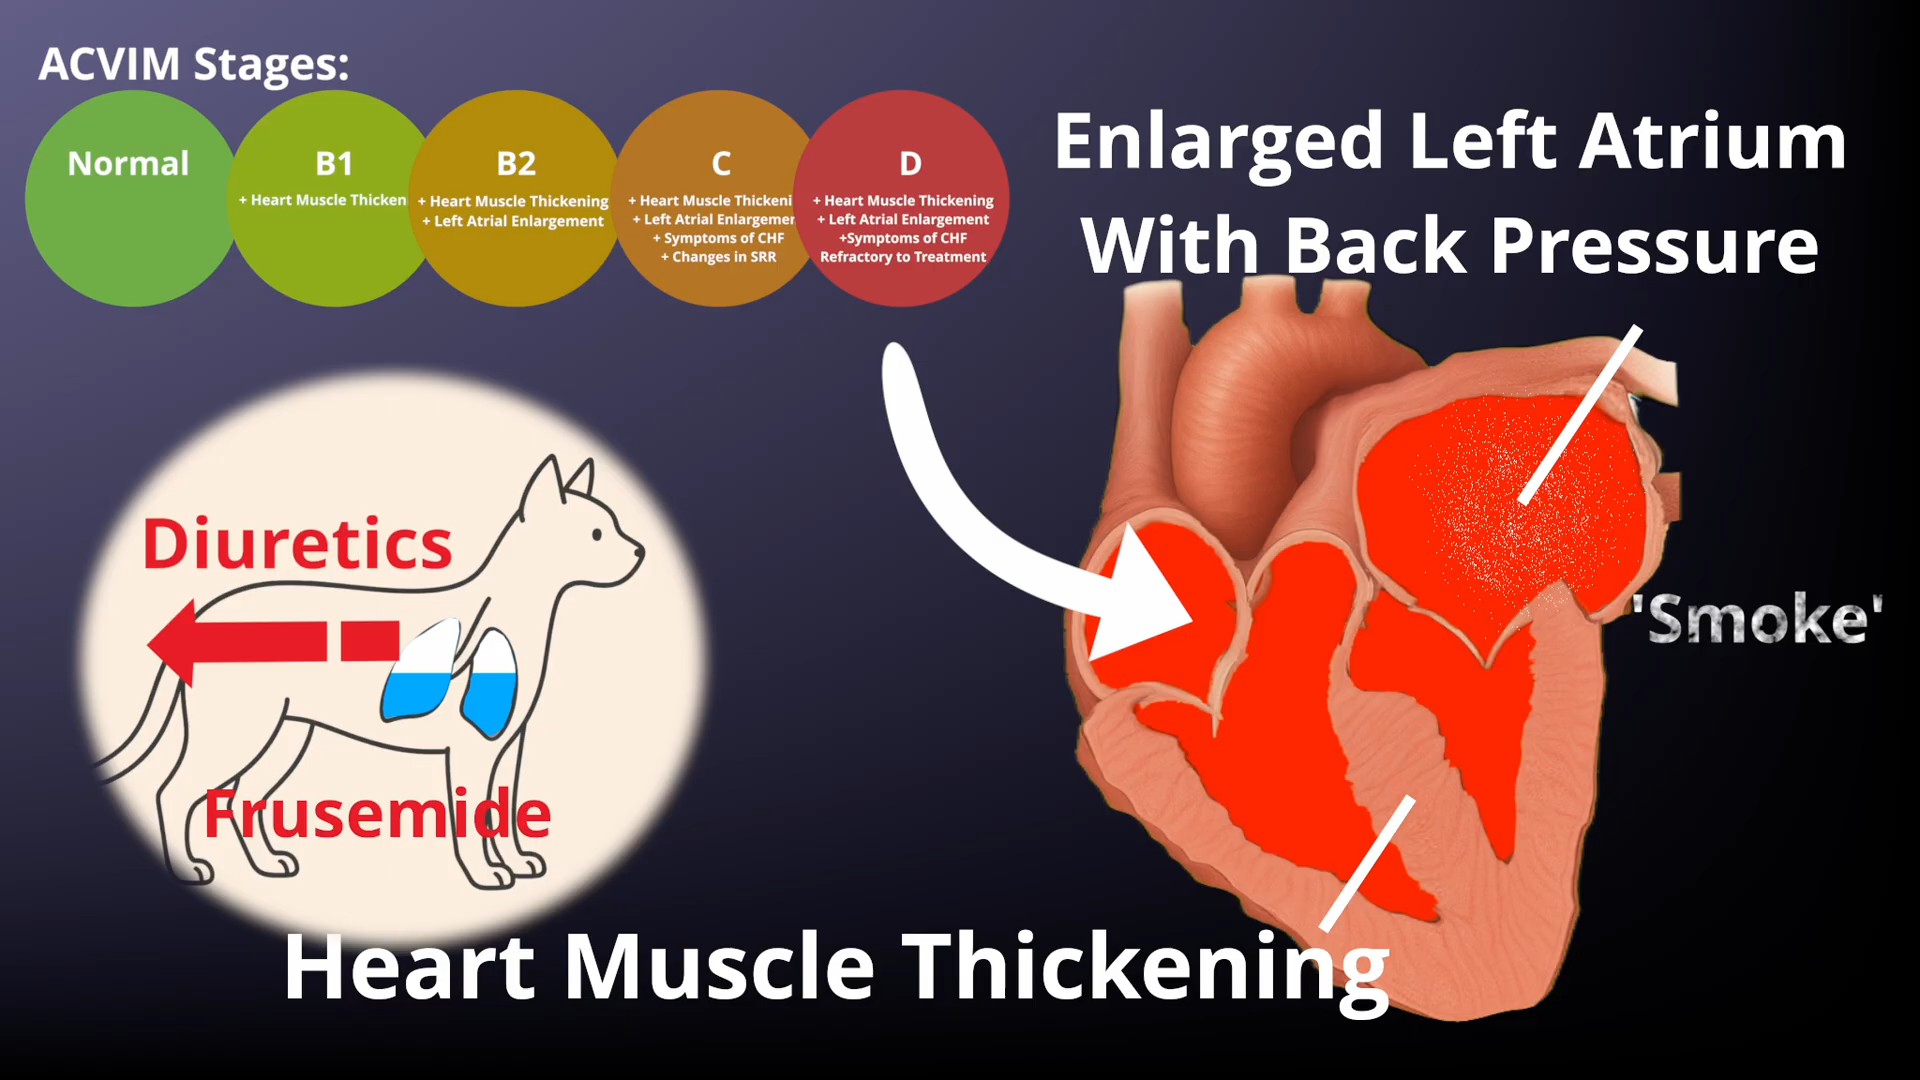 ACVIM Stages:
Normal
B1
+ Heart Muscle Thicken
B2
+ Heart Muscle Thickening
+ Left Atrial Enlargement
C
+ Heart Muscle Thickeni
+ Left Atrial Enlargemer
+ Symptoms of CHF
+ Changes in SRR
D
+ Heart Muscle Thickening
+ Left Atrial Enlargement
+Symptoms of CHF
Refractory to Treatment
Enlarged Left Atrium
With Back Pressure
Diuretics
'Smoke'
Frusemide
Heart Muscle Thickening